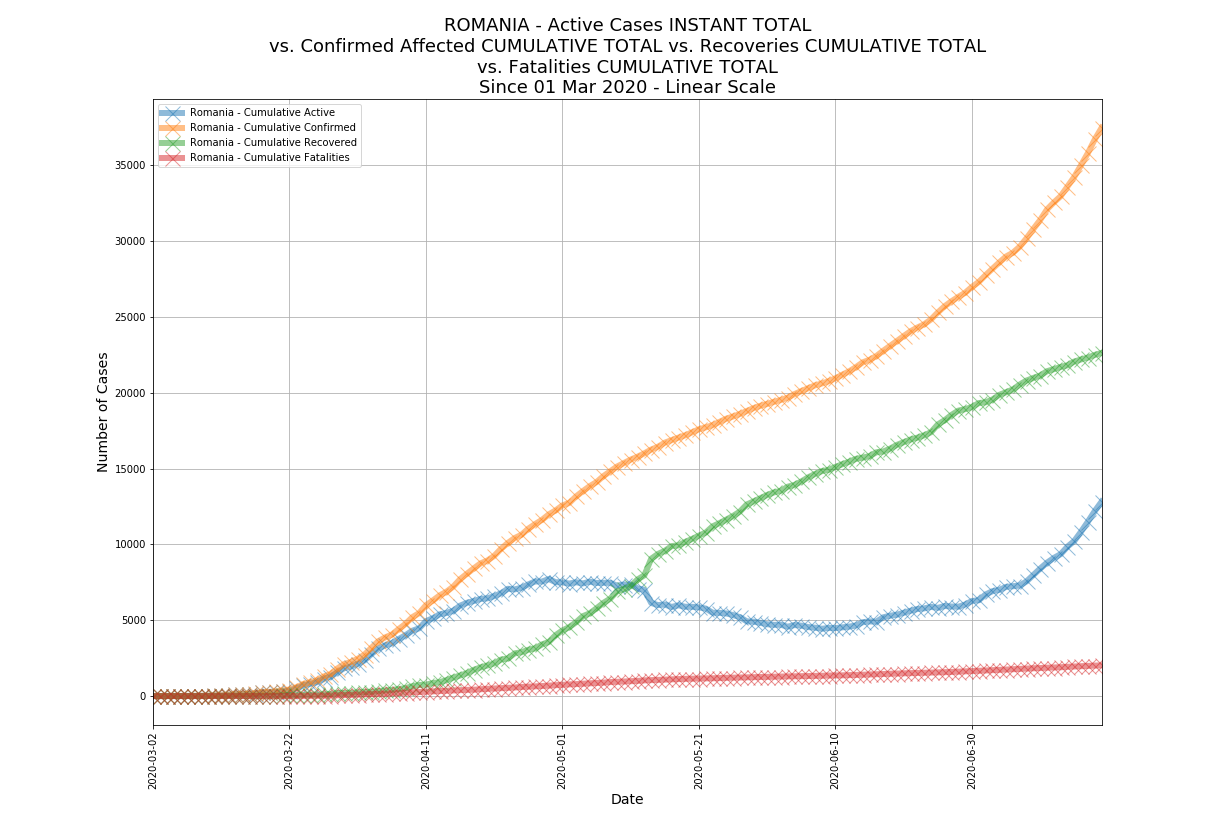 ROMANIA - Active Cases INSTANT TOTAL
vs. Confirmed Affected CUMULATIVE TOTAL vs. Recoveries CUMULATIVE TOTAL
vs. Fatalities CUMULATIVE TOTAL
Since 01 Mar 2020 - Linear Scale
Romania - Cumulative Active
Romania - Cumulative Confirmed
Romania - Cumulative Recovered
Romania - Cumulative Fatalities
Number of Cases
35000
30000
25000
20000
15000
10000
5000
0
2020-03-02
2020-03-22
2020-04-11
2020-05-01
2020-05-21
2020-06-10
2020-06-30
Date